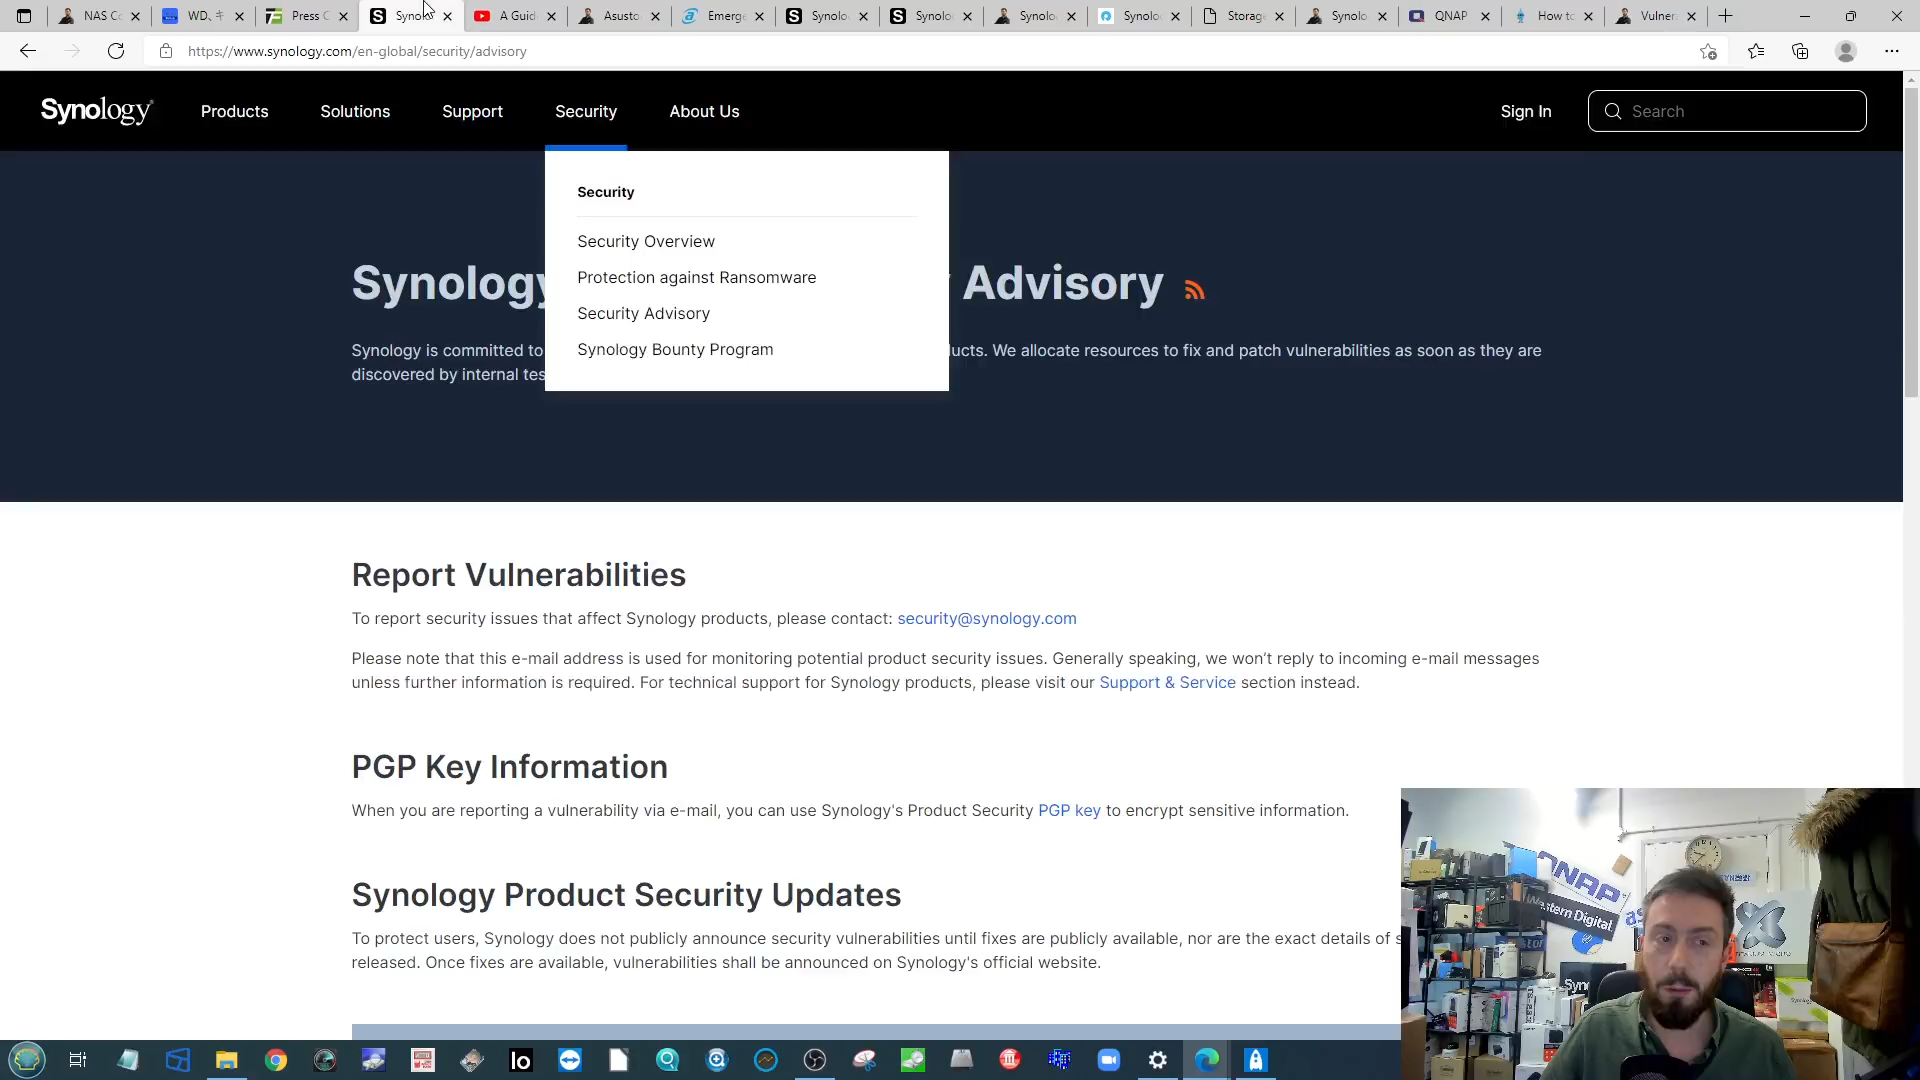 NAS Co
WD、キ
Press C
Synolo
A Guid
Asusto
Emerge
Synolo
Synolo
Synolo
Synolo
Storage
Synolo
QNAP
How to
Vulner
https://www.synology.com/en-global/security/advisory
Synology
Products
Solutions
Support
Security
About Us
Sign In
Search
Security
Security Overview
Protection against Ransomware
Security Advisory
Synology Bounty Program
Synology Advisory
Synology is committed to ucts. We allocate resources to fix and patch vulnerabilities as soon as they are
discovered by internal tes
Report Vulnerabilities
To report security issues that affect Synology products, please contact: security@synology.com
Please note that this e-mail address is used for monitoring potential product security issues. Generally speaking, we won’t reply to incoming e-mail messages
unless further information is required. For technical support for Synology products, please visit our Support & Service section instead.
PGP Key Information
When you are reporting a vulnerability via e-mail, you can use Synology's Product Security PGP key to encrypt sensitive information.
Synology Product Security Updates
To protect users, Synology does not publicly announce security vulnerabilities until fixes are publicly available, nor are the exact details of s
released. Once fixes are available, vulnerabilities shall be announced on Synology's official website.
QNAP
Western Digital
Syn
Io